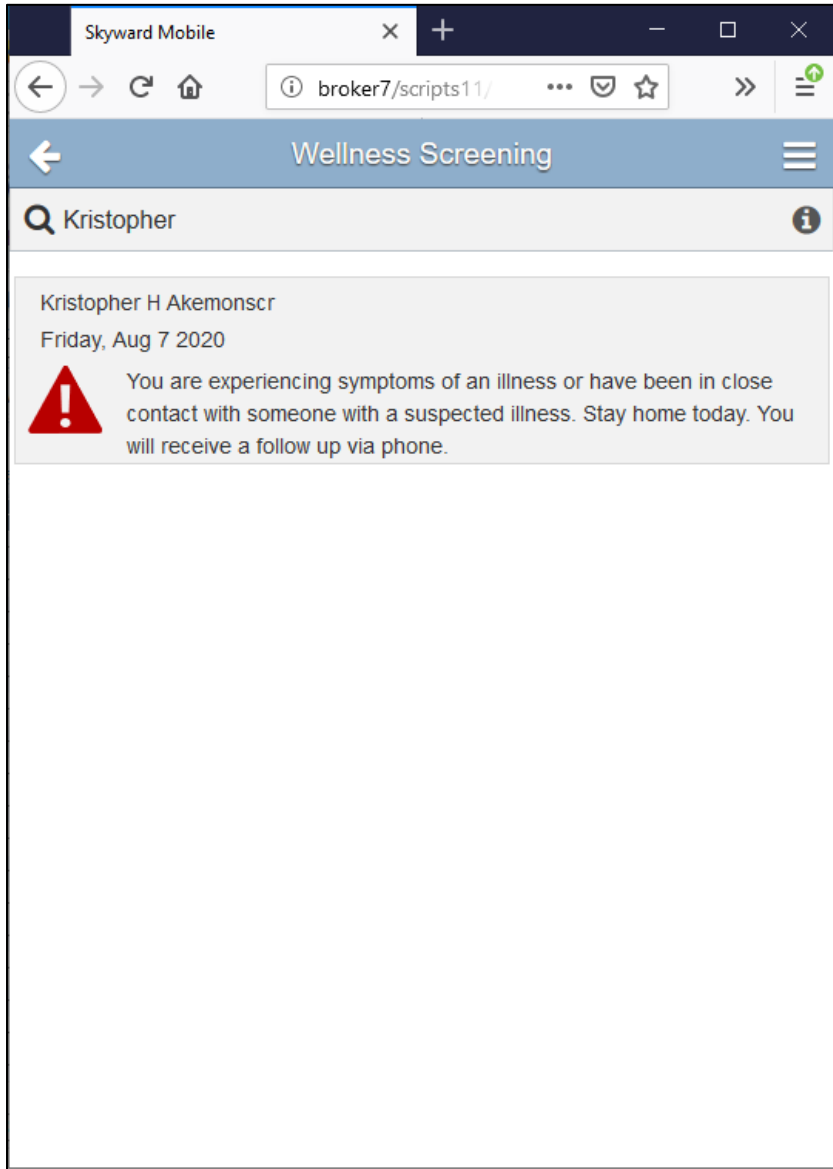 Skyward Mobile
broker7/scripts11/
Wellness Screening
Kristopher
Kristopher H Akemonscr
Friday, Aug 7 2020
You are experiencing symptoms of an illness or have been in close
contact with someone with a suspected illness. Stay home today. You
will receive a follow up via phone.